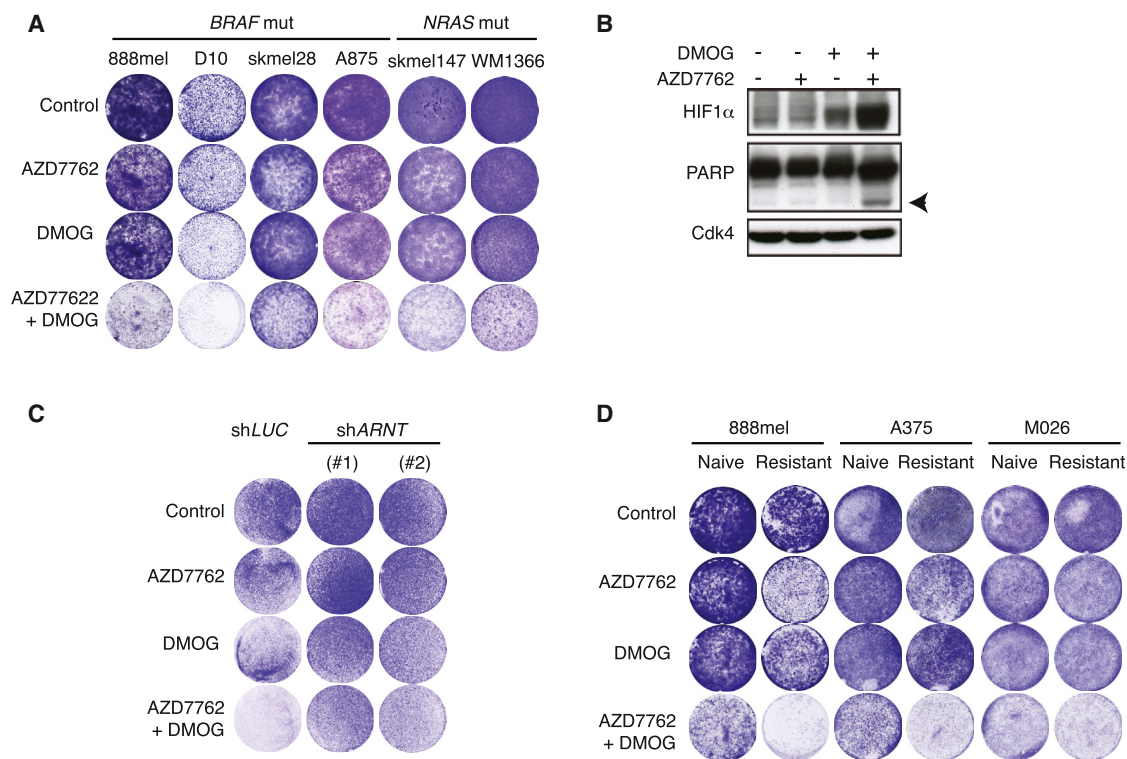 A
BRAF mut
NRAS mut
888mel D10 skmel28 A875 skmel147 WM1366
Control
AZD7762
DMOG
AZD77622
+ DMOG
B
DMOG - - + +
AZD7762 - + - +
HIF1α
PARP
Cdk4
C
shLUC shARNT
(#1) (#2)
Control
AZD7762
DMOG
AZD7762
+ DMOG
D
888mel A375 M026
Naive Resistant Naive Resistant Naive Resistant
Control
AZD7762
DMOG
AZD7762
+ DMOG